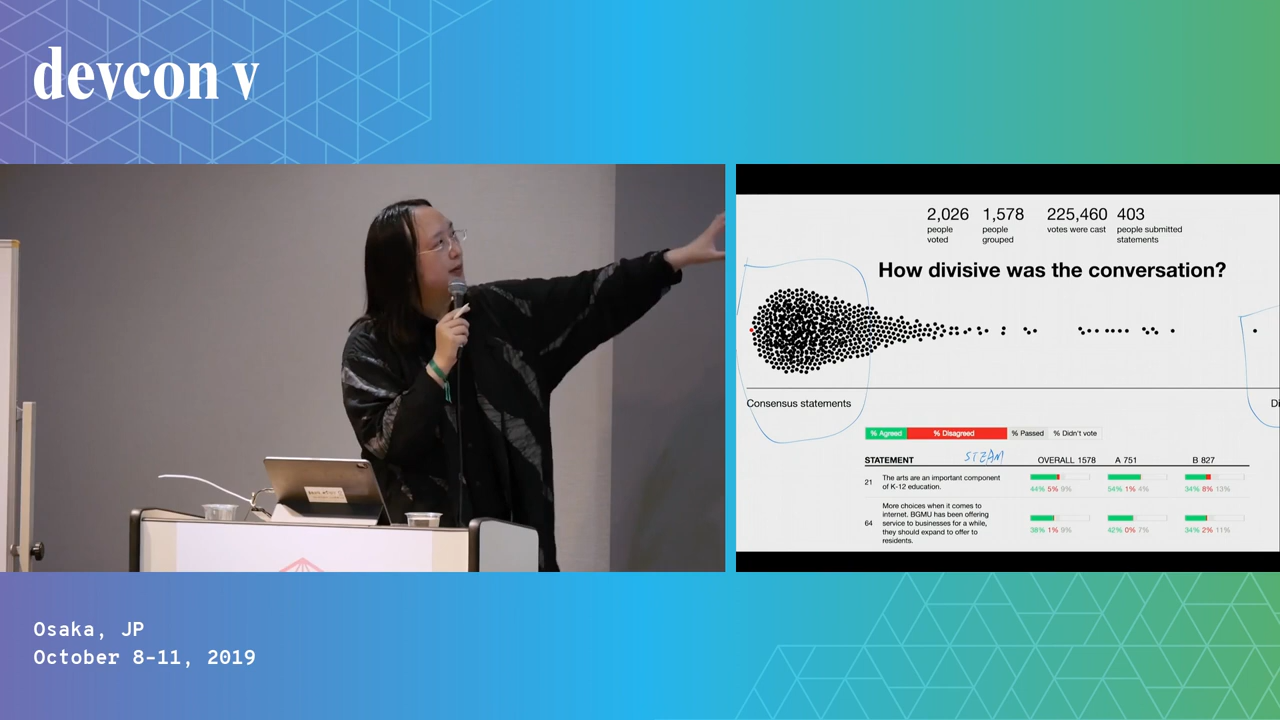 devcon v
2,026 1,578 225,460 403
people voted people grouped votes were cast people submitted statements
How divisive was the conversation?
Consensus statements
Di
% Agreed % Disagreed % Passed % Didn't vote
STEAM
STATEMENT OVERALL 1578 A 751 B 827
21 The arts are an important component
of K-12 education.
44% 5% 9% 54% 1% 4% 34% 8% 13%
64 More choices when it comes to
internet. BGMU has been offering
service to businesses for a while,
they should expand to offer to
residents.
38% 1% 9% 42% 0% 7% 34% 2% 11%
Osaka, JP
October 8-11, 2019